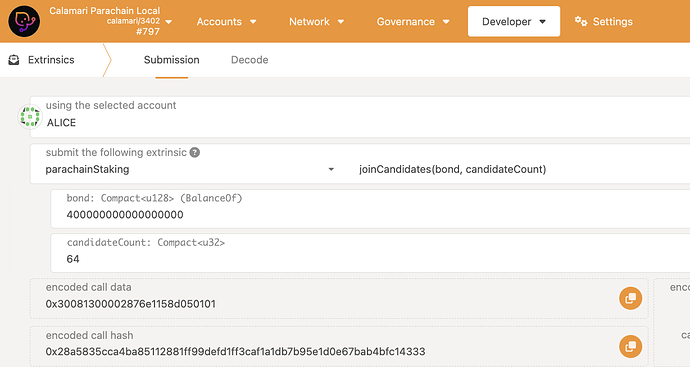 Calamari Parachain Local
calamari/3402
#797
Accounts
Network
Governance
Developer
Settings
Extrinsics
Submission
Decode
using the selected account
ALICE
submit the following extrinsic ?
parachainStaking
joinCandidates(bond, candidateCount)
bond: Compact<u128> (BalanceOf)
400000000000000000
candidateCount: Compact<u32>
64
encoded call data
0x30081300002876e1158d050101
encoded call hash
0x28a5835cca4ba85112881ff99defd1ff3caf1a1db7b95e1d0e67bab4bfc14333